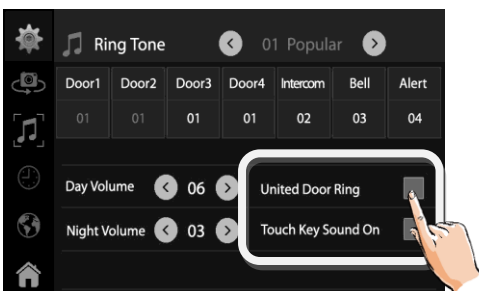 Ring Tone 01 Popular
Door1 Door2 Door3 Door4 Intercom Bell Alert
01 01 01 01 02 03 04
Day Volume 06 United Door Ring
Night Volume 03 Touch Key Sound On